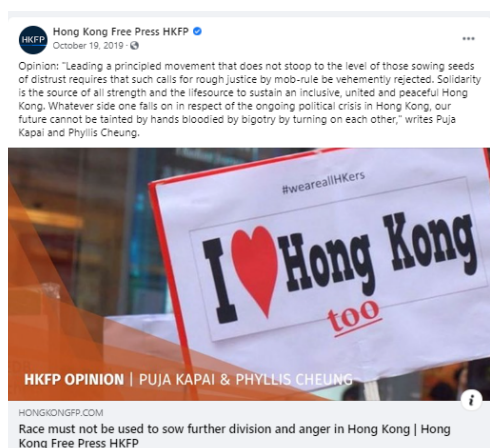 Hong Kong Free Press HKFP
October 19, 2019 ·
Opinion: "Leading a principled movement that does not stoop to the level of those sowing seeds
of distrust requires that such calls for rough justice by mob-rule be vehemently rejected. Solidarity
is the source of all strength and the lifesource to sustain an inclusive, united and peaceful Hong
Kong. Whatever side one falls on in respect of the ongoing political crisis in Hong Kong, our
future cannot be tainted by hands bloodied by bigotry by turning on each other," writes Puja
Kapai and Phyllis Cheung.
HKFP
#weareallHKers
I ❤ Hong Kong
too
HKFP OPINION | PUJA KAPAI & PHYLLIS CHEUNG
HONGKONGFP.COM
Race must not be used to sow further division and anger in Hong Kong | Hong
Kong Free Press HKFP